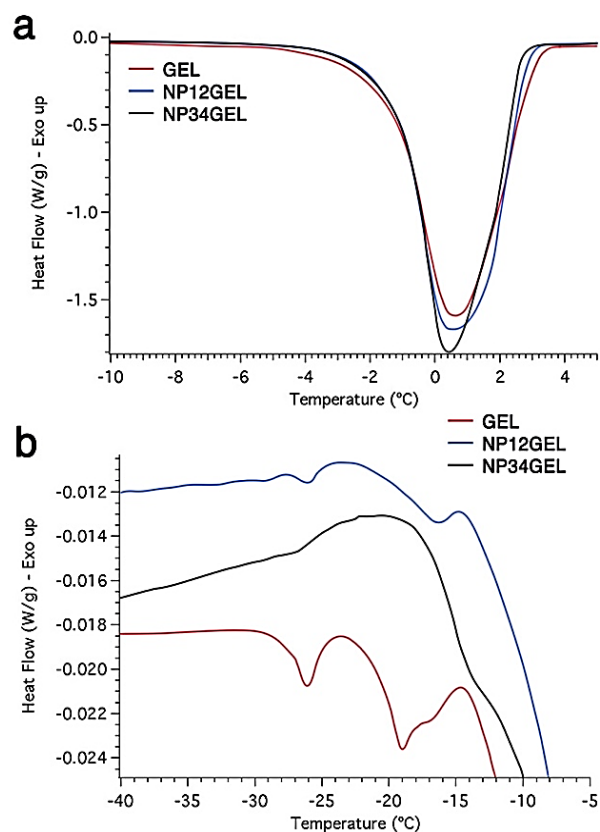 a
0.0
-0.5
-1.0
-1.5
Heat Flow (W/g) - Exo up
GEL
NP12GEL
NP34GEL
-10 -8 -6 -4 -2 0 2 4
Temperature (ºC)
GEL
NP12GEL
NP34GEL
b
-0.012
-0.014
-0.016
-0.018
-0.020
-0.022
-0.024
Heat Flow (W/g) - Exo up
-40 -35 -30 -25 -20 -15 -10 -5
Temperature (ºC)